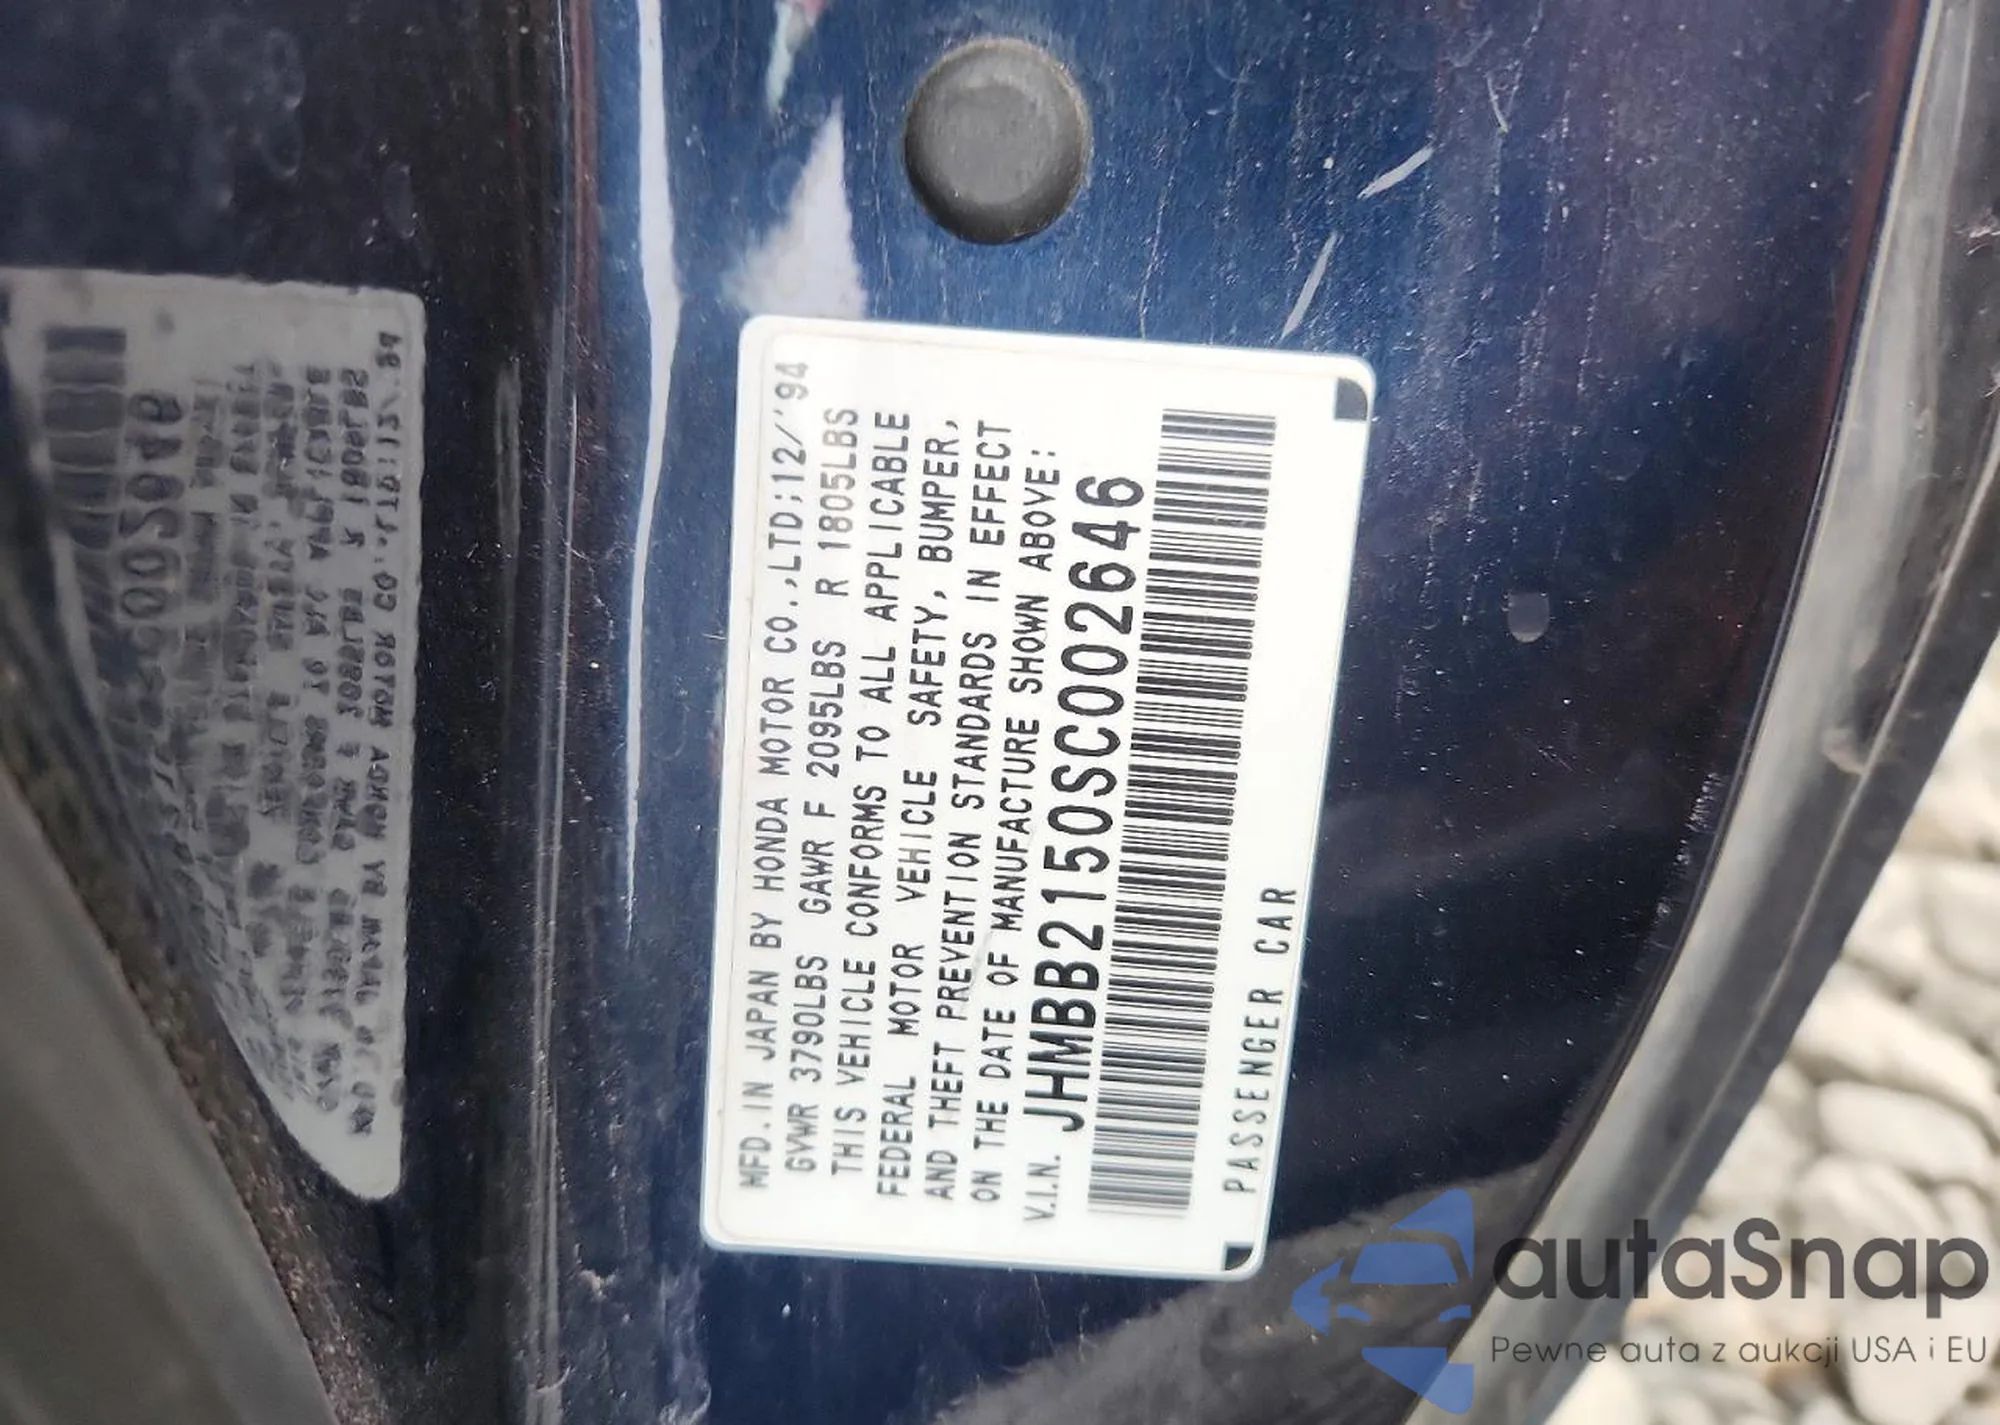 MFD.IN JAPAN BY HONDA MOTOR CO.,LTD;12/'94
GVWR 3790LBS GAWR F 2095LBS R 1805LBS
THIS VEHICLE CONFORMS TO ALL APPLICABLE
FEDERAL MOTOR VEHICLE SAFETY, BUMPER,
AND THEFT PREVENTION STANDARDS IN EFFECT
ON THE DATE OF MANUFACTURE SHOWN ABOVE:
V.I.N. JHMBB2150SC002646
PASSENGER CAR
autaSnap
Pewne auta z aukcji USA i EU